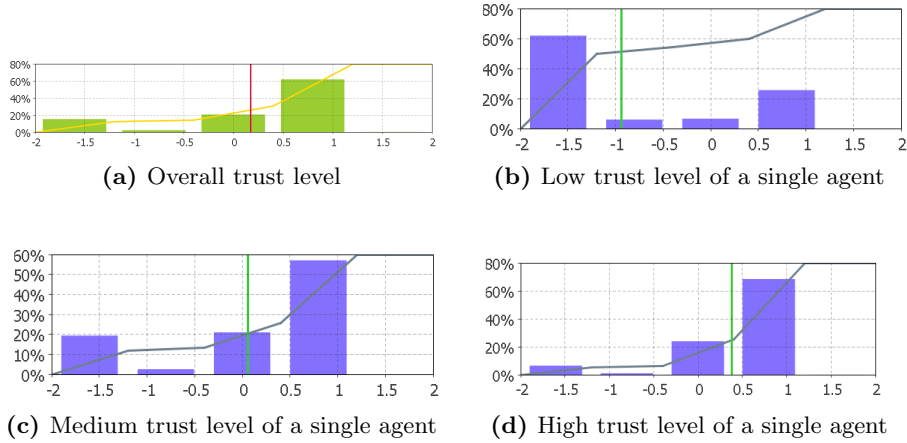 80%
60%
40%
20%
0%
-2 -1.5 -1 -0.5 0 0.5 1 1.5 2
(a) Overall trust level
80%
60%
40%
20%
0%
-2 -1.5 -1 -0.5 0 0.5 1 1.5 2
(b) Low trust level of a single agent
60%
50%
40%
30%
20%
10%
0%
-2 -1.5 -1 -0.5 0 0.5 1 1.5 2
(c) Medium trust level of a single agent
80%
60%
40%
20%
0%
-2 -1.5 -1 -0.5 0 0.5 1 1.5 2
(d) High trust level of a single agent